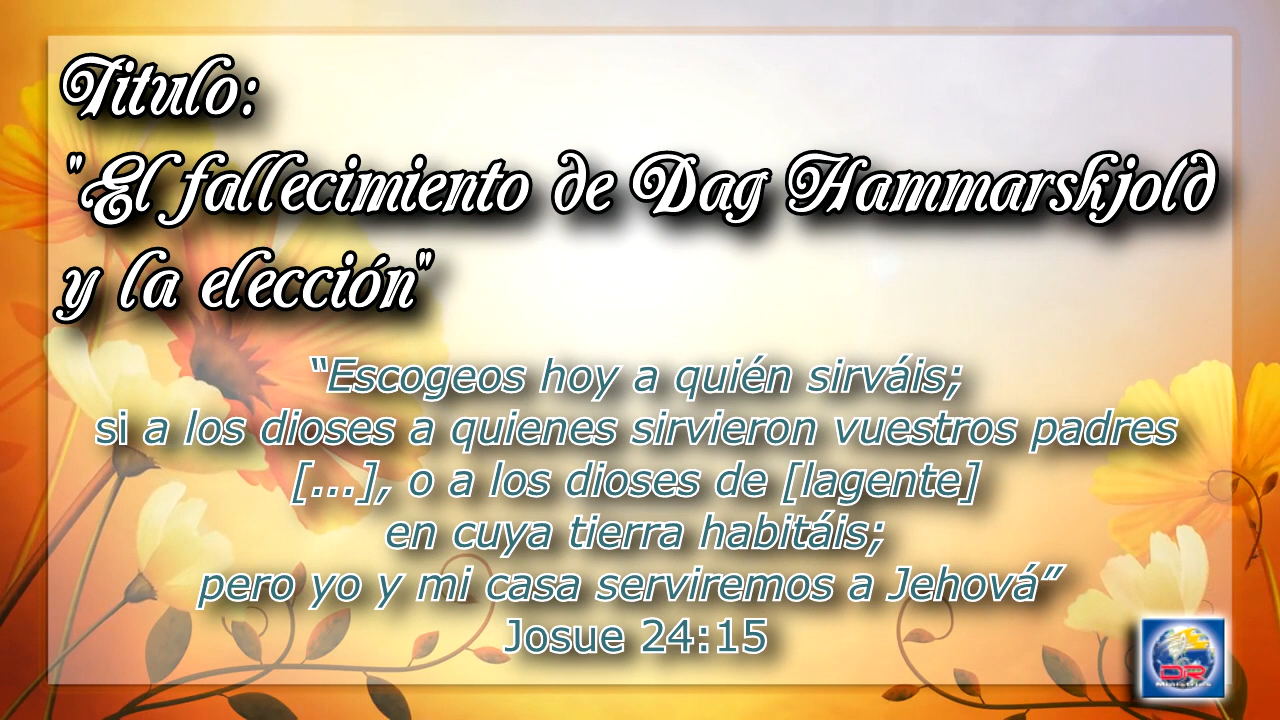 Titulo:
"El fallecimiento de Dag Hammarskjold
y la elección"
“Escogeos hoy a quién sirváis;
si a los dioses a quienes sirvieron vuestros padres
[...], o a los dioses de [lagente]
en cuya tierra habitáis;
pero yo y mi casa serviremos a Jehová”
Josue 24:15
DR
Ministries